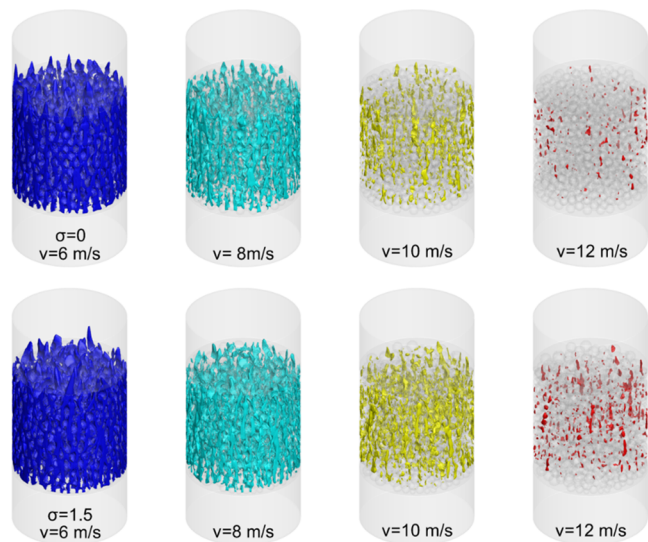 σ=0
v=6 m/s
v= 8m/s
v=10 m/s
v=12 m/s
σ=1.5
v=6 m/s
v=8 m/s
v=10 m/s
v=12 m/s